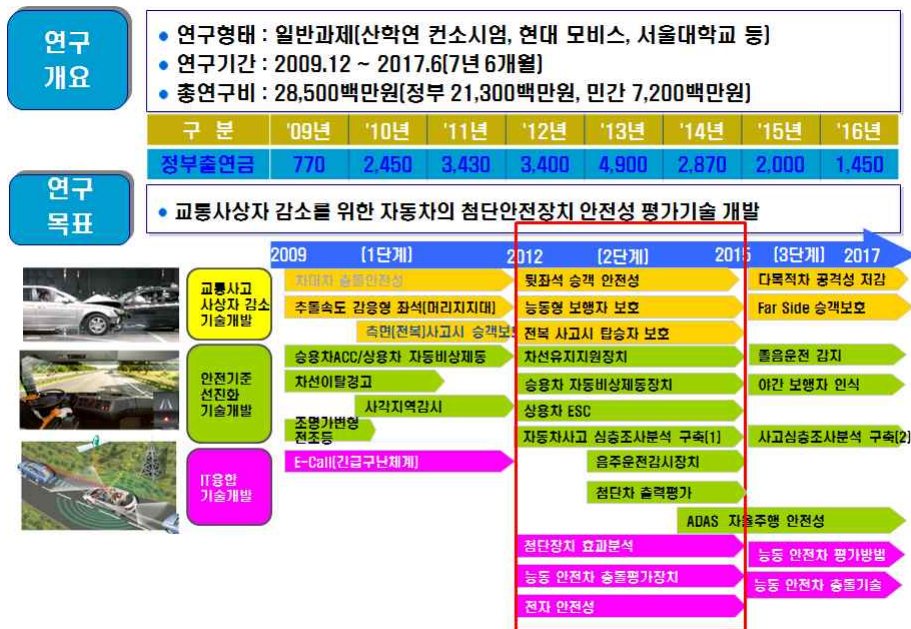 연구
개요
• 연구형태 : 일반과제(산학연 컨소시엄, 현대 모비스, 서울대학교 등)
• 연구기간 : 2009.12 ~ 2017.6(7년 6개월)
• 총연구비 : 28,500백만원(정부 21,300백만원, 민간 7,200백만원)
구 분 '09년 '10년 '11년 '12년 '13년 '14년 '15년 '16년
정부출연금 770 2,450 3,430 3,400 4,900 2,870 2,000 1,450
연구
목표
• 교통사상자 감소를 위한 자동차의 첨단안전장치 안전성 평가기술 개발
2009 (1단계) 2012 (2단계) 2015 (3단계) 2017
교통사고
사상자 감소
기술개발
차대차 충돌안전성
뒷좌석 승객 안전성
다목적차 공격성 저감
추돌속도 감응형 좌석(머리지지대)
능동형 보행자 보호
Far Side 승객보호
측면(전복)사고시 승객보
전복 사고시 탑승자 보호
안전기준
선진화
기술개발
승용차ACC/상용차 자동비상제동
차선유지지원장치
졸음운전 감지
차선이탈경고
승용차 자동비상제동장치
야간 보행자 인식
사각지역감시
상용차 ESC
조명가변형
전조등
자동차사고 심층조사분석 구축(1)
사고심층조사분석 구축(2)
IT융합
기술개발
E-Call(긴급구난체계)
음주운전감시장치
첨단차 출력평가
ADAS 자율주행 안전성
첨단장치 효과분석
능동 안전차 평가방법
능동 안전차 충돌평가장치
능동 안전차 충돌기술
전자 안전성